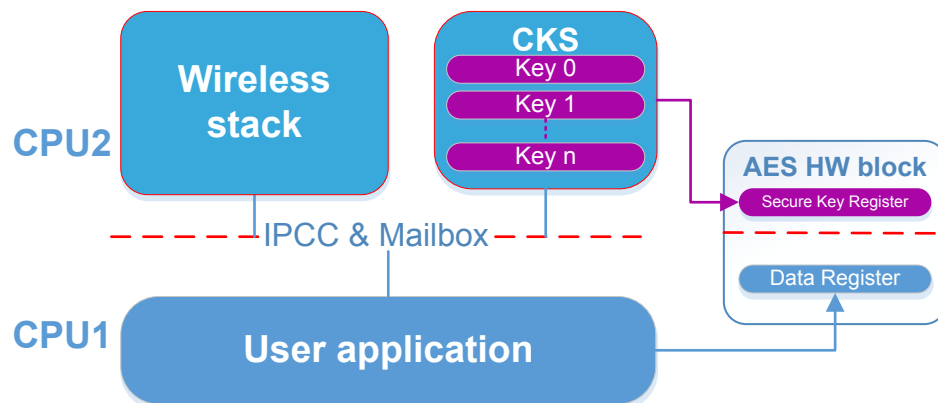 CPU2
Wireless
stack
CKS
Key 0
Key 1
Key n
AES HW block
Secure Key Register
Data Register
IPCC & Mailbox
CPU1
User application